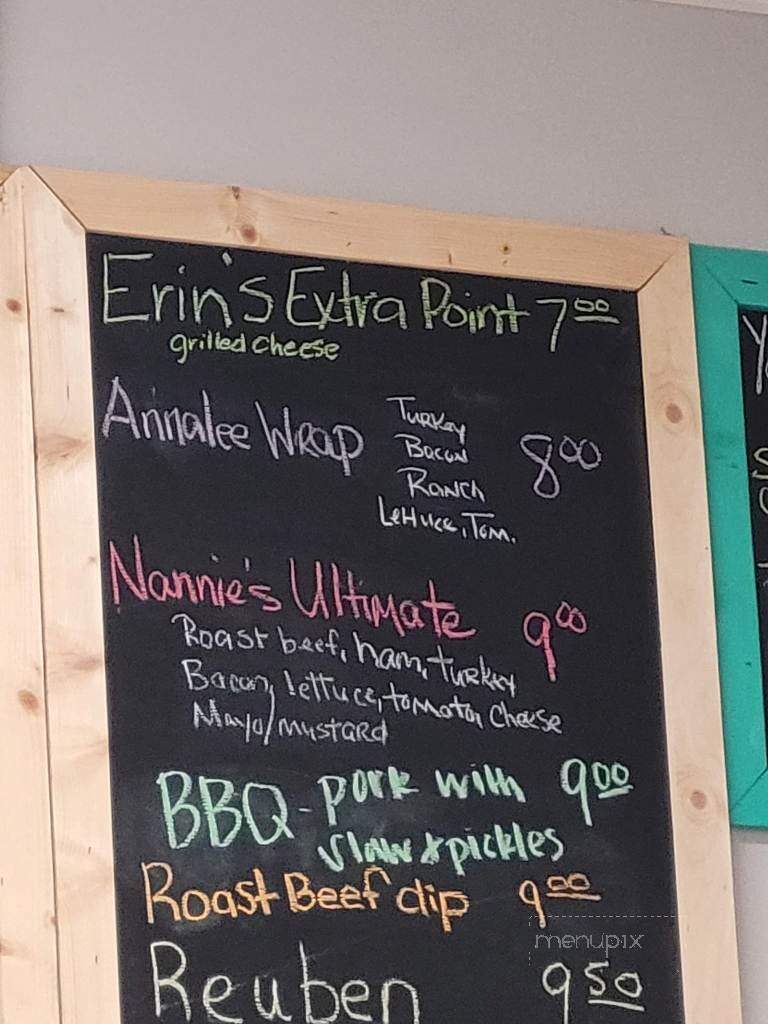 Erin's Extra Point 7.00
grilled cheese
Annalee Wrap 8.00
Turkey
Bacon
Ranch
Lettuce, Tom.
Nannie's Ultimate 9.00
Roast beef, ham, turkey
Bacon, lettuce, tomato, cheese
Mayo/mustard
BBQ - pork with 9.00
slaw & pickles
Roast Beef dip 9.00
menupix
Reuben 9.50